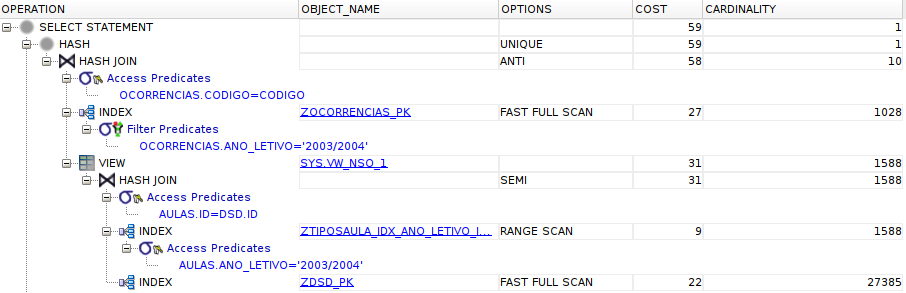 OPERATION OBJECT_NAME OPTIONS COST CARDINALITY
SELECT STATEMENT 59 1
HASH UNIQUE 59 1
HASH JOIN ANTI 58 10
Access Predicates
OCORRENCIAS.CODIGO=CODIGO
INDEX ZOCORRENCIAS_PK FAST FULL SCAN 27 1028
Filter Predicates
OCORRENCIAS.ANO_LETIVO='2003/2004'
VIEW SYS.VW_NSO_1 31 1588
HASH JOIN SEMI 31 1588
Access Predicates
AULAS.ID=DSD.ID
INDEX ZTIPOSAULA_IDX_ANO_LETIVO_I... RANGE SCAN 9 1588
Access Predicates
AULAS.ANO_LETIVO='2003/2004'
INDEX ZDSD_PK FAST FULL SCAN 22 27385